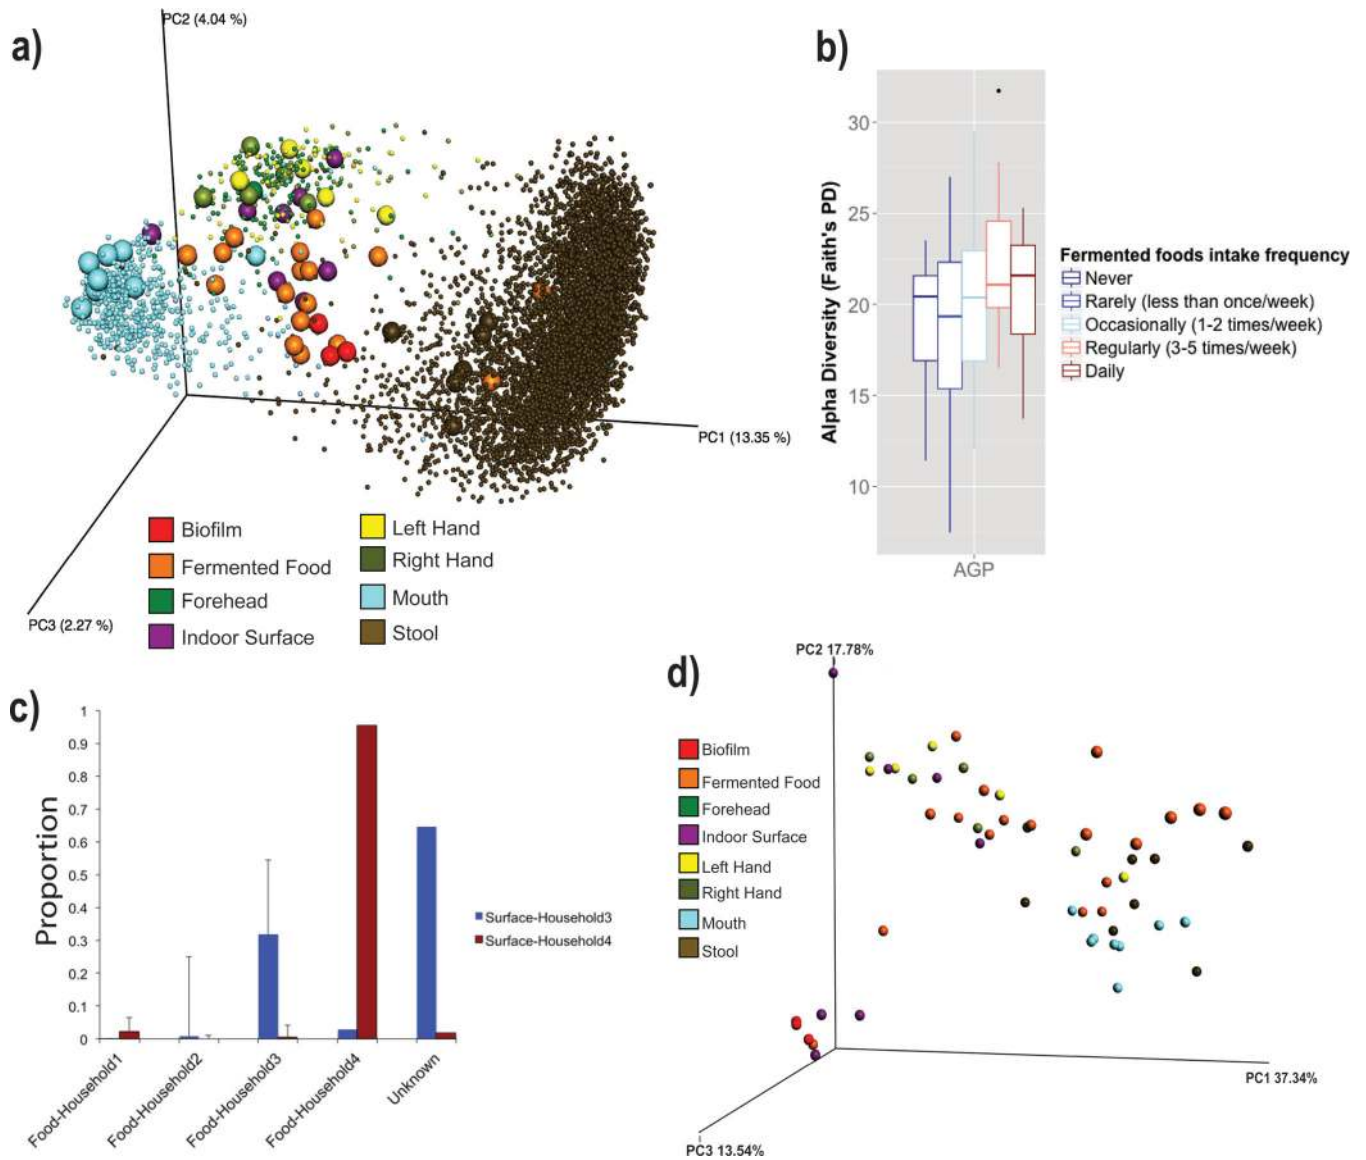 a)
PC2 (4.04 %)
PC1 (13.35 %)
PC3 (2.27 %)
Biofilm
Fermented Food
Forehead
Indoor Surface
Left Hand
Right Hand
Mouth
Stool
b)
Alpha Diversity (Faith's PD)
30
25
20
15
10
AGP
Fermented foods intake frequency
Never
Rarely (less than once/week)
Occasionally (1-2 times/week)
Regularly (3-5 times/week)
Daily
c)
Proportion
1
0.9
0.8
0.7
0.6
0.5
0.4
0.3
0.2
0.1
0
Food-Household1
Food-Household2
Food-Household3
Food-Household4
Unknown
Surface-Household3
Surface-Household4
d)
PC2 17.78%
PC1 37.34%
PC3 13.54%
Biofilm
Fermented Food
Forehead
Indoor Surface
Left Hand
Right Hand
Mouth
Stool